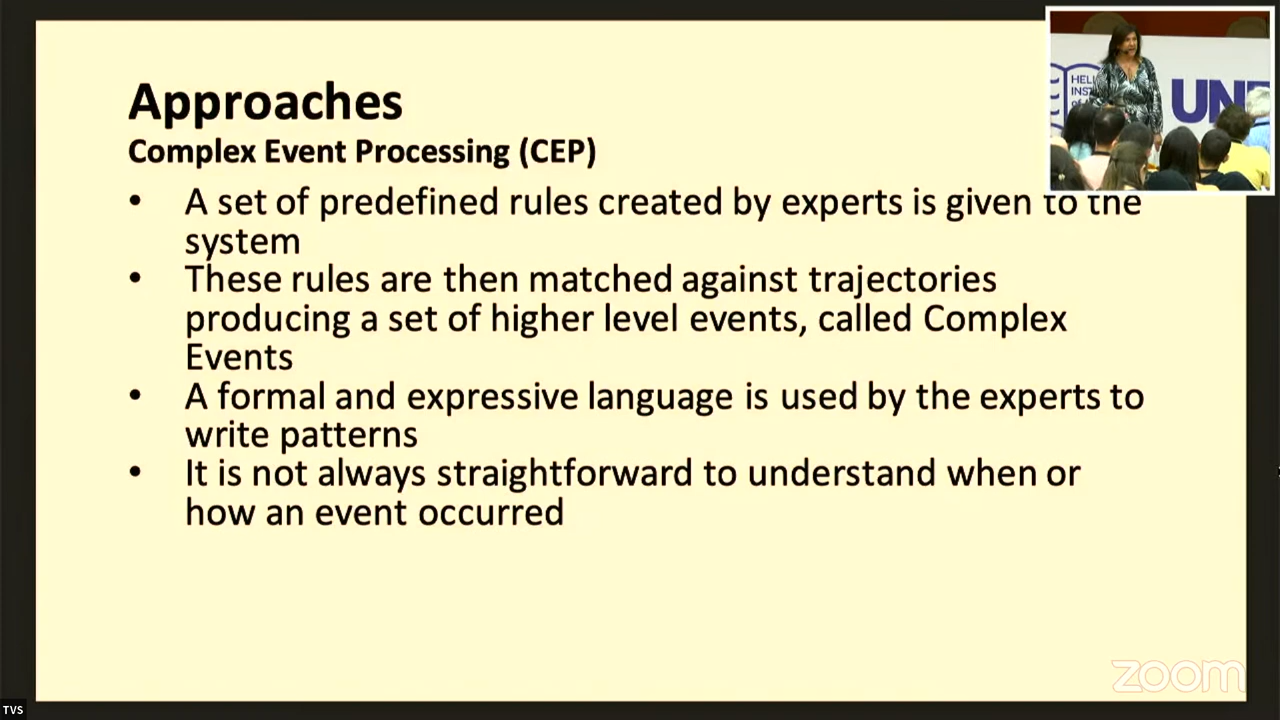 Approaches
Complex Event Processing (CEP)
• A set of predefined rules created by experts is given to the
system
• These rules are then matched against trajectories
producing a set of higher level events, called Complex
Events
• A formal and expressive language is used by the experts to
write patterns
• It is not always straightforward to understand when or
how an event occurred
HELL
INST
UN
zoom
TVS